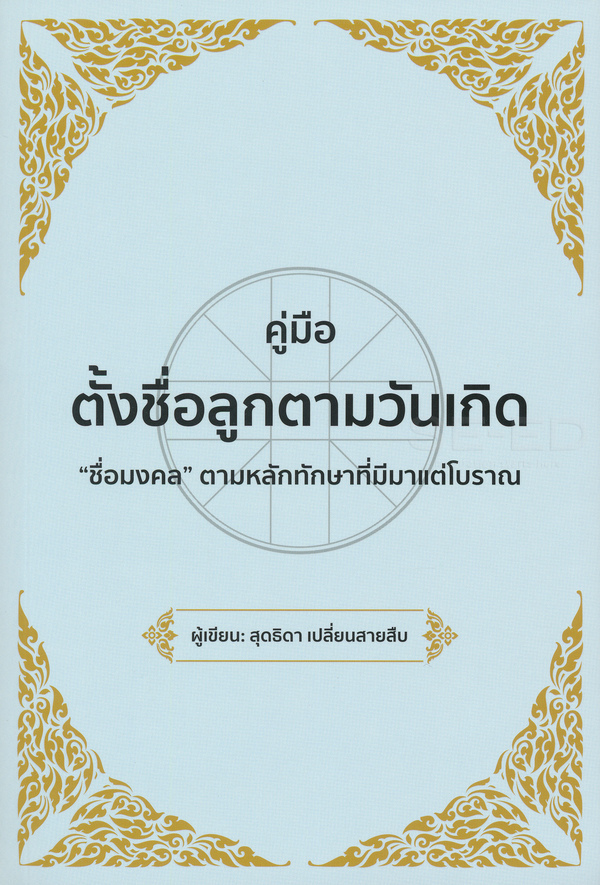 คู่มือ
ตั้งชื่อลูกตามวันเกิด
“ชื่อมงคล” ตามหลักทักษาที่มีมาแต่โบราณ
ผู้เขียน: สุดธิดา เปลี่ยนสายสืบ
SE-ED